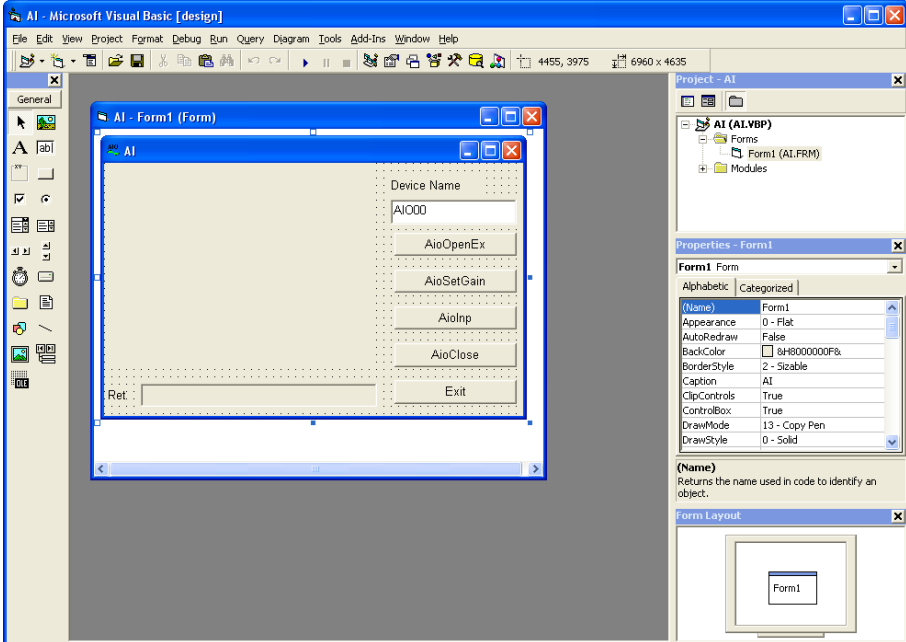 AI - Microsoft Visual Basic [design]
File Edit View Project Format Debug Run Query Diagram Tools Add-Ins Window Help
4455, 3975 6960 x 4635
General
A ab|
xy
OLE
AI - Form1 (Form)
AI
Device Name
AIO00
AioOpenEx
AioSetGain
AioInp
AioClose
Ret. :
Exit
Project - AI
AI (AI.VBP)
Forms
Form1 (AI.FRM)
Modules
Properties - Form1
Form1 Form
Alphabetic Categorized
(Name) Form1
Appearance 0 - Flat
AutoRedraw False
BackColor &H8000000F&
BorderStyle 2 - Sizable
Caption AI
ClipControls True
ControlBox True
DrawMode 13 - Copy Pen
DrawStyle 0 - Solid
(Name)
Returns the name used in code to identify an
object.
Form Layout
Form1